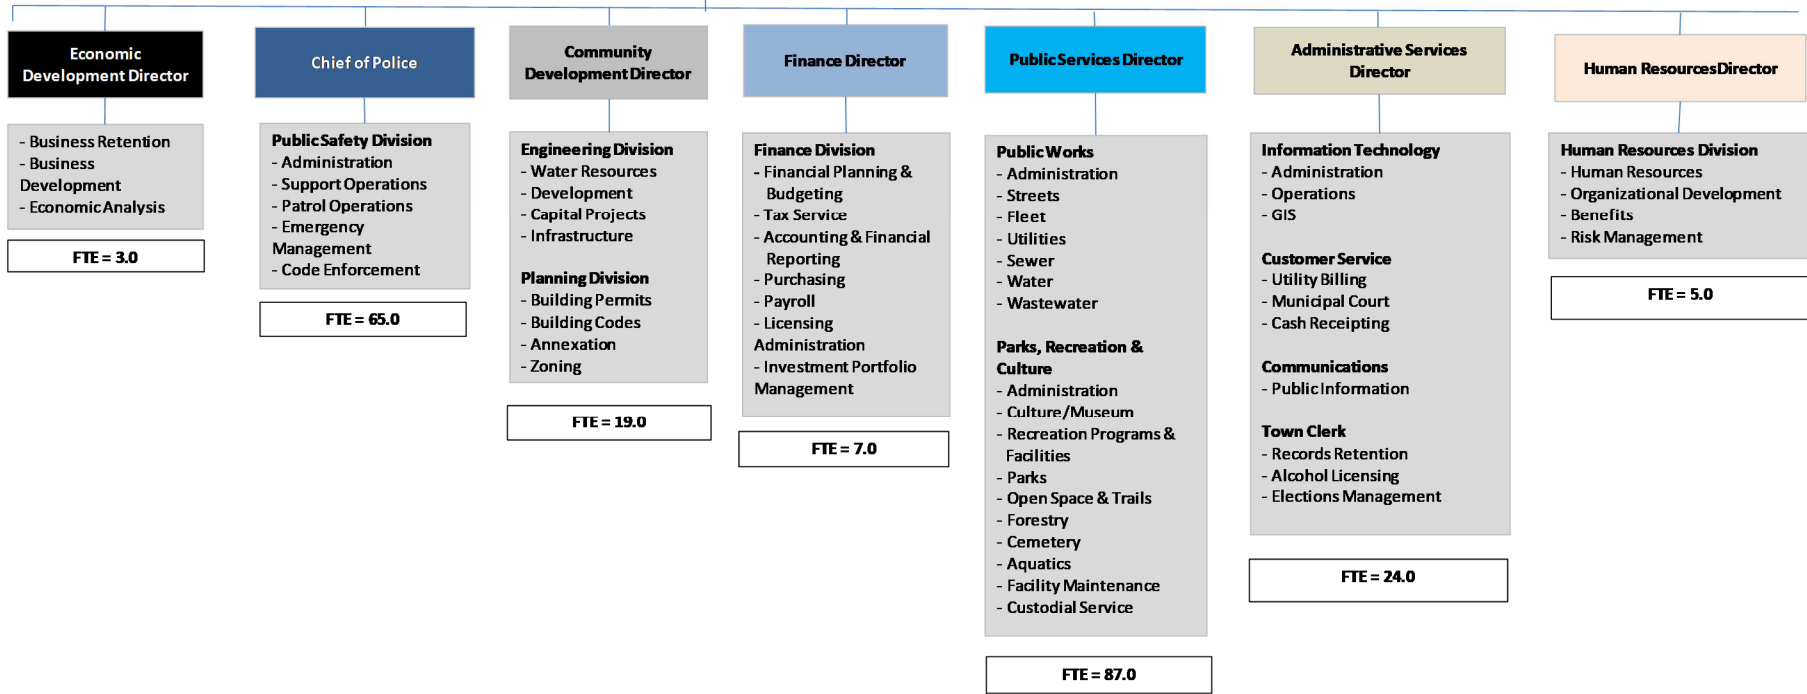 Economic
Development Director
- Business Retention
- Business
Development
- Economic Analysis
FTE = 3.0
Chief of Police
Public Safety Division
- Administration
- Support Operations
- Patrol Operations
- Emergency
Management
- Code Enforcement
FTE = 65.0
Community
Development Director
Engineering Division
- Water Resources
- Development
- Capital Projects
- Infrastructure
Planning Division
- Building Permits
- Building Codes
- Annexation
- Zoning
FTE = 19.0
Finance Director
Finance Division
- Financial Planning &
Budgeting
- Tax Service
- Accounting & Financial
Reporting
- Purchasing
- Payroll
- Licensing
Administration
- Investment Portfolio
Management
FTE = 7.0
Public Services Director
Public Works
- Administration
- Streets
- Fleet
- Utilities
- Sewer
- Water
- Wastewater
Parks, Recreation &
Culture
- Administration
- Culture/Museum
- Recreation Programs &
Facilities
- Parks
- Open Space & Trails
- Forestry
- Cemetery
- Aquatics
- Facility Maintenance
- Custodial Service
FTE = 87.0
Administrative Services
Director
Information Technology
- Administration
- Operations
- GIS
Customer Service
- Utility Billing
- Municipal Court
- Cash Receipting
Communications
- Public Information
Town Clerk
- Records Retention
- Alcohol Licensing
- Elections Management
FTE = 24.0
Human ResourcesDirector
Human Resources Division
- Human Resources
- Organizational Development
- Benefits
- Risk Management
FTE = 5.0